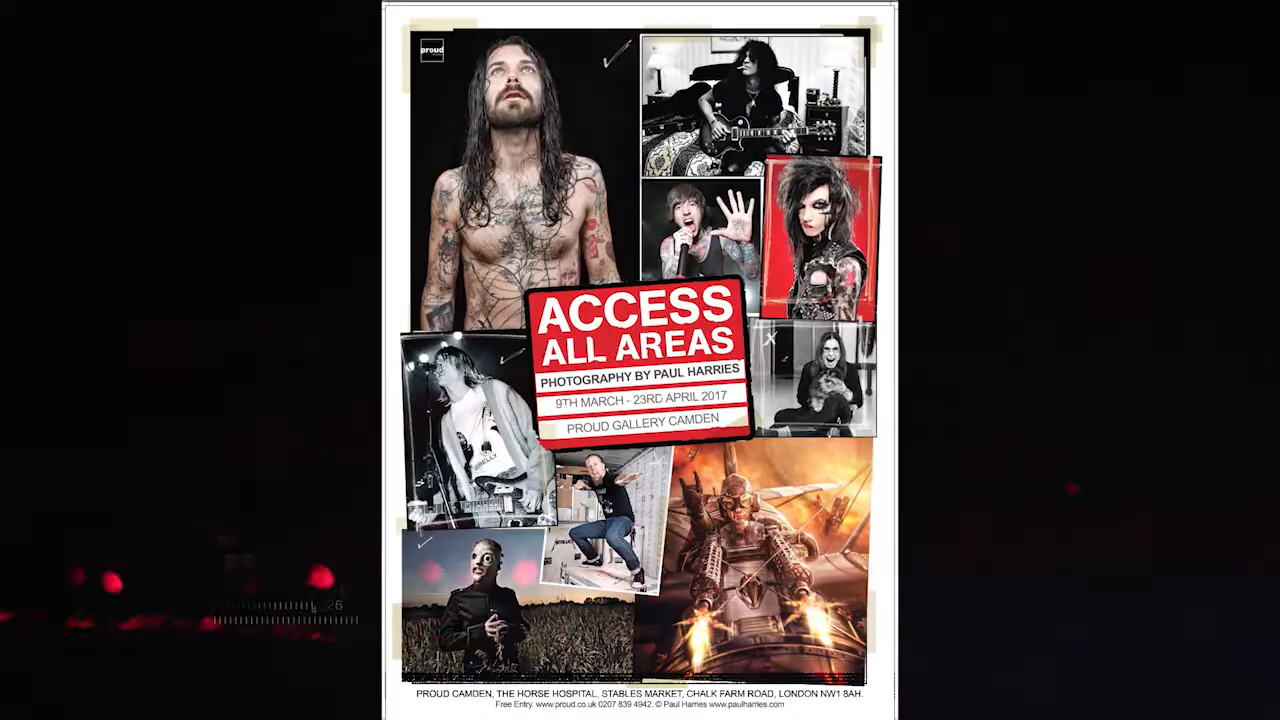 proud
ACCESS
ALL AREAS
PHOTOGRAPHY BY PAUL HARRIES
9TH MARCH - 23RD APRIL 2017
PROUD GALLERY CAMDEN
26
PROUD CAMDEN, THE HORSE HOSPITAL, STABLES MARKET, CHALK FARM ROAD, LONDON NW1 8AH.
Free Entry. www.proud.co.uk 0207 839 4942. © Paul Harries www.paulharries.com